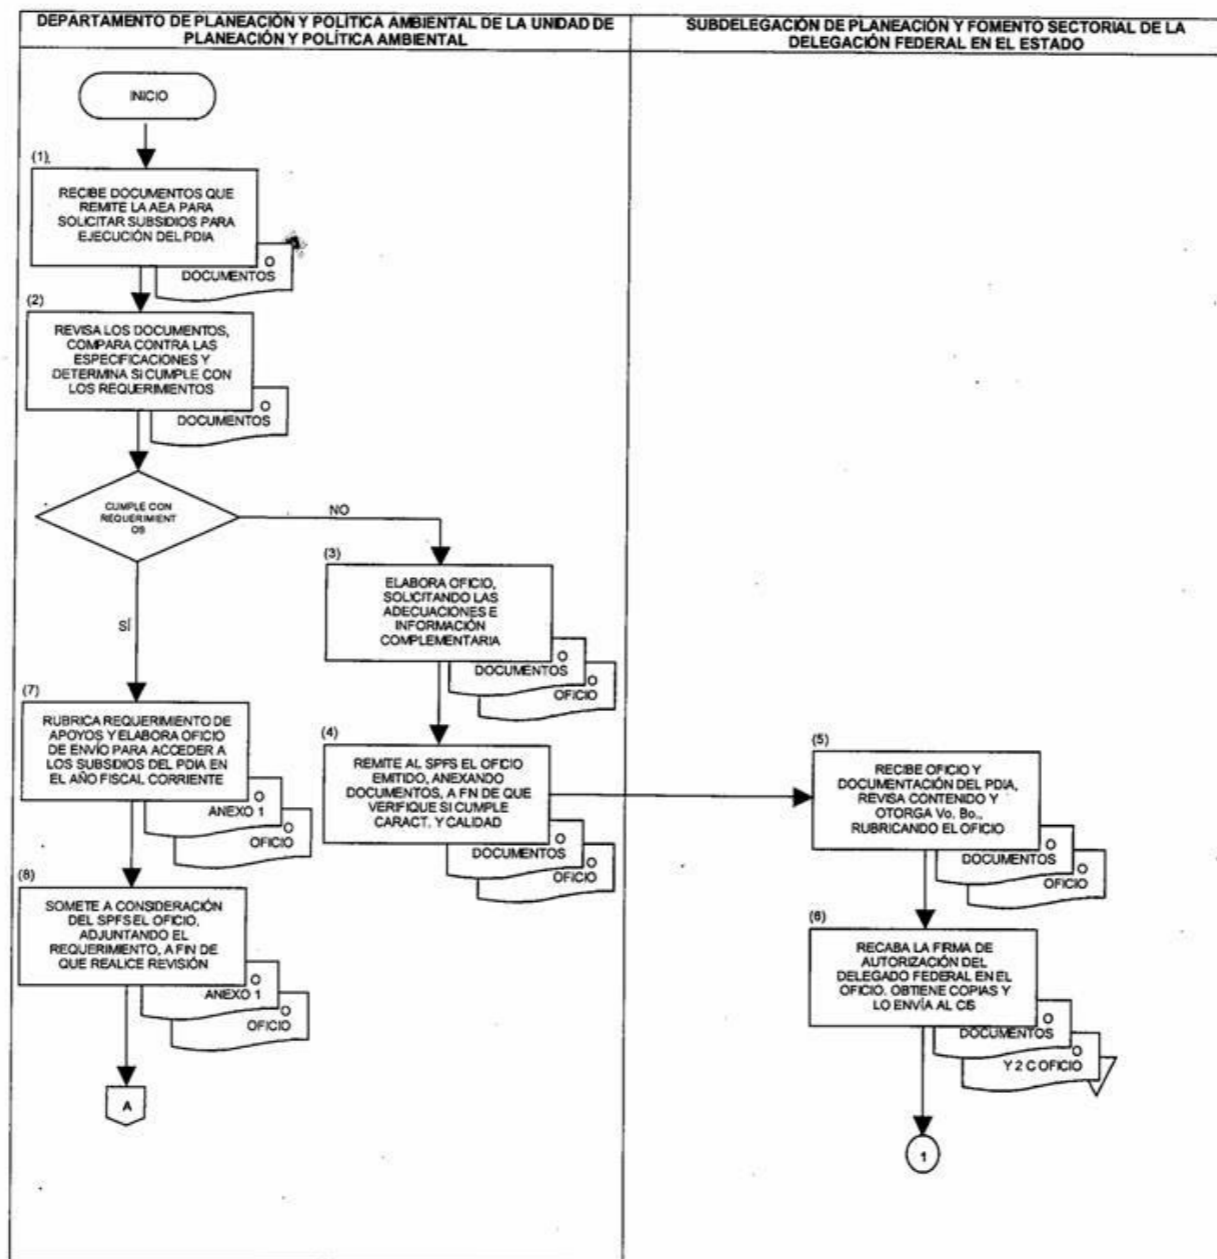 DEPARTAMENTO DE PLANEACIÓN Y POLÍTICA AMBIENTAL DE LA UNIDAD DE
PLANEACIÓN Y POLÍTICA AMBIENTAL
SUBDELEGACIÓN DE PLANEACIÓN Y FOMENTO SECTORIAL DE LA
DELEGACIÓN FEDERAL EN EL ESTADO
INICIO
(1)
RECIBE DOCUMENTOS QUE
REMITE LA AEA PARA
SOLICITAR SUBSIDIOS PARA
EJECUCIÓN DEL PDIA
O
DOCUMENTOS
(2)
REVISA LOS DOCUMENTOS,
COMPARA CONTRA LAS
ESPECIFICACIONES Y
DETERMINA SI CUMPLE CON
LOS REQUERIMIENTOS
O
DOCUMENTOS
CUMPLE CON
REQUERIMIENT
OS
NO
SÍ
(3)
ELABORA OFICIO,
SOLICITANDO LAS
ADECUACIONES E
INFORMACIÓN
COMPLEMENTARIA
O
DOCUMENTOS
O
OFICIO
(4)
REMITE AL SPFS EL OFICIO
EMITIDO, ANEXANDO
DOCUMENTOS, A FIN DE QUE
VERIFIQUE SI CUMPLE
CARACT. Y CALIDAD
O
DOCUMENTOS
O
OFICIO
(5)
RECIBE OFICIO Y
DOCUMENTACIÓN DEL PDIA,
REVISA CONTENIDO Y
OTORGA Vo. Bo.,
RUBRICANDO EL OFICIO
O
DOCUMENTOS
O
OFICIO
(6)
RECABA LA FIRMA DE
AUTORIZACIÓN DEL
DELEGADO FEDERAL EN EL
OFICIO. OBTIENE COPIAS Y
LO ENVÍA AL CIS
O
DOCUMENTOS
O
Y 2 C OFICIO
1
(7)
RUBRICA REQUERIMIENTO DE
APOYOS Y ELABORA OFICIO
DE ENVÍO PARA ACCEDER A
LOS SUBSIDIOS DEL PDIA EN
EL AÑO FISCAL CORRIENTE
O
ANEXO 1
O
OFICIO
(8)
SOMETE A CONSIDERACIÓN
DEL SPFS EL OFICIO,
ADJUNTANDO EL
REQUERIMIENTO, A FIN DE
QUE REALICE REVISIÓN
O
ANEXO 1
O
OFICIO
A